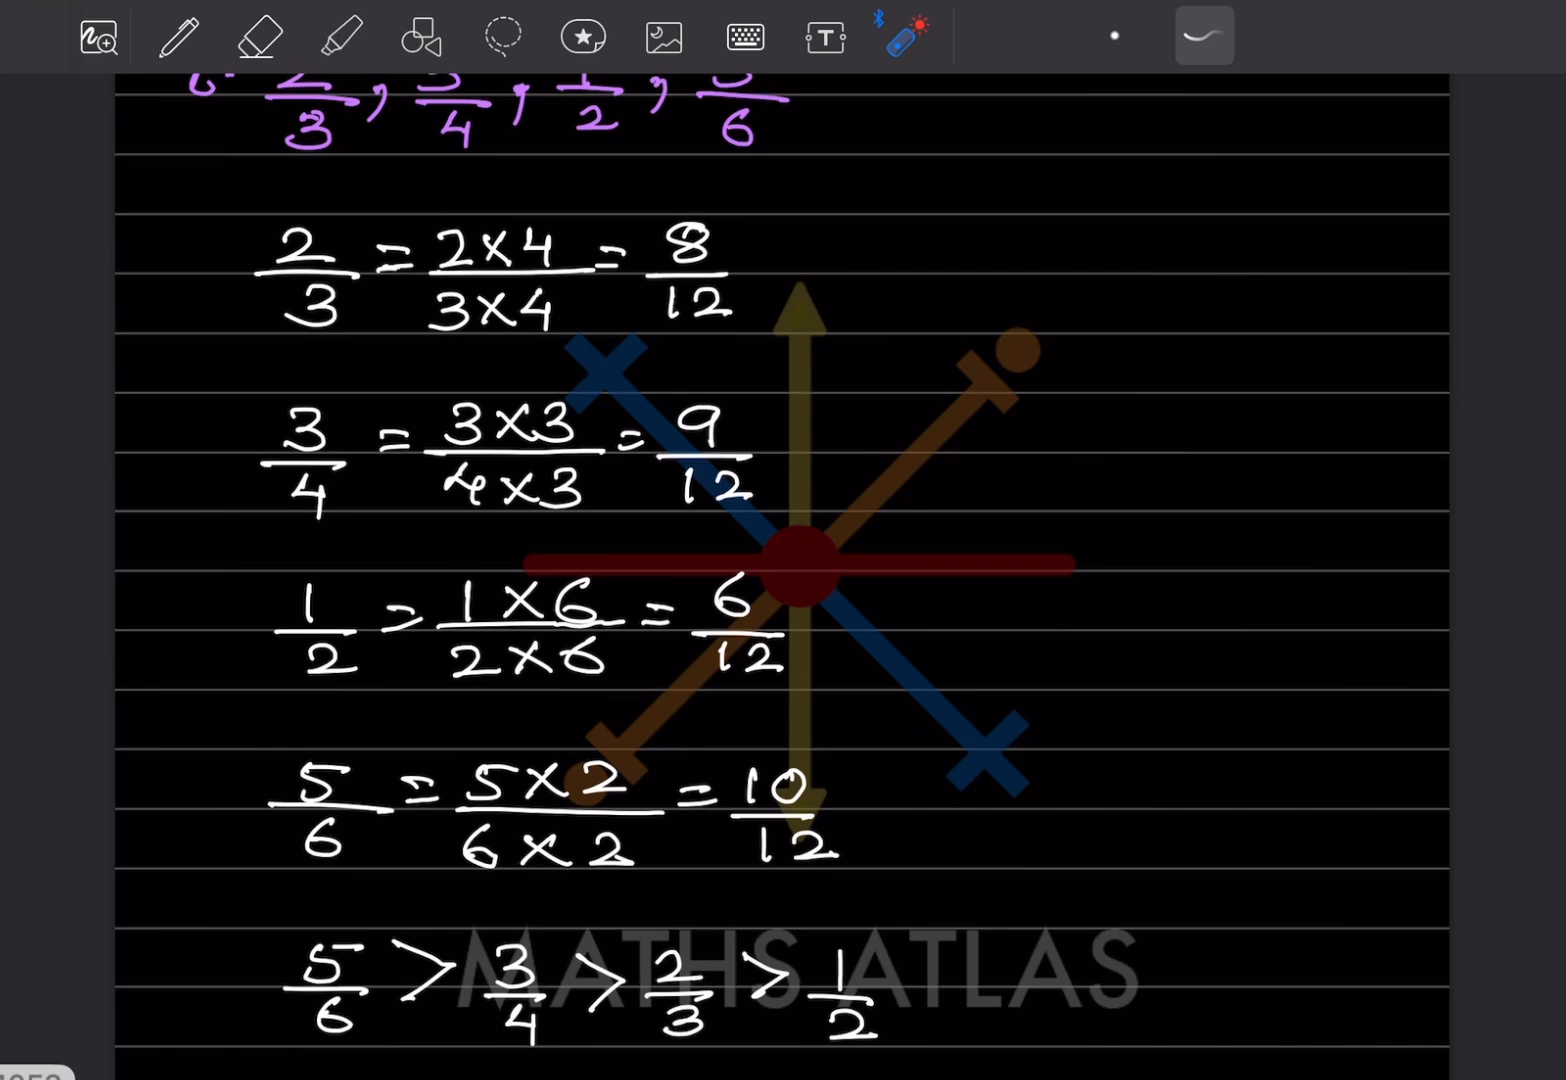 2/3, 3/4, 1/2, 5/6
2/3 = 2×4/3×4 = 8/12
3/4 = 3×3/4×3 = 9/12
1/2 = 1×6/2×6 = 6/12
5/6 = 5×2/6×2 = 10/12
5/6 > 3/4 > 2/3 > 1/2
MATHS ATLAS